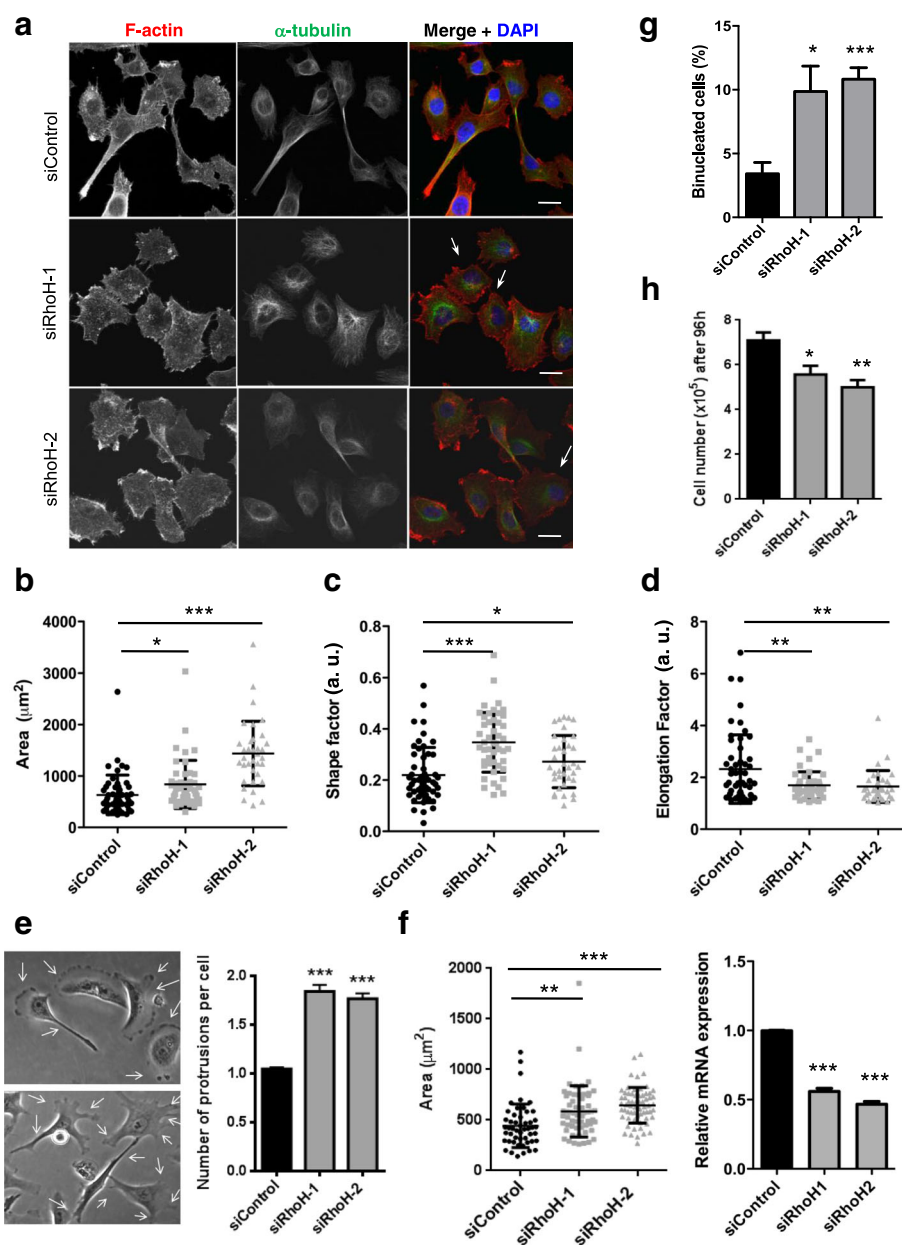 a
F-actin
α-tubulin
Merge + DAPI
siControl
siRhoH-1
siRhoH-2
g
Binucleated cells (%)
15
10
5
0
*
***
siControl
siRhoH-1
siRhoH-2
h
Cell number (x10⁵) after 96h
8
6
4
2
0
*
**
siControl
siRhoH-1
siRhoH-2
b
Area (μm²)
4000
3000
2000
1000
0
***
*
siControl
siRhoH-1
siRhoH-2
c
Shape factor (a. u.)
0.8
0.6
0.4
0.2
0.0
*
***
siControl
siRhoH-1
siRhoH-2
d
Elongation Factor (a. u.)
8
6
4
2
0
**
**
siControl
siRhoH-1
siRhoH-2
e
Number of protrusions per cell
2.0
1.5
1.0
0.5
0.0
***
***
siControl
siRhoH-1
siRhoH-2
f
Area (μm²)
2000
1500
1000
500
0
***
**
siControl
siRhoH-1
siRhoH-2
Relative mRNA expression
1.5
1.0
0.5
0.0
***
***
siControl
siRhoH1
siRhoH2